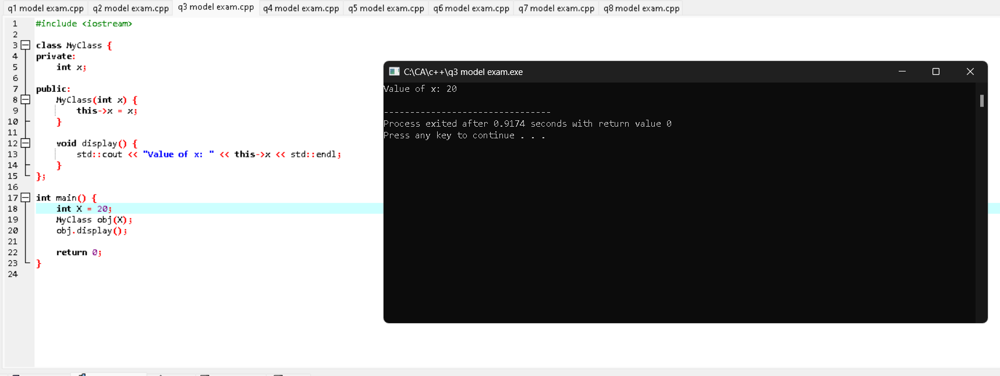 q1 model exam.cpp q2 model exam.cpp q3 model exam.cpp q4 model exam.cpp q5 model exam.cpp q6 model exam.cpp q7 model exam.cpp q8 model exam.cpp
1 #include <iostream>
2
3 class MyClass {
4 private:
5     int x;
6
7 public:
8     MyClass(int x) {
9         this->x = x;
10     }
11
12     void display() {
13         std::cout << "Value of x: " << this->x << std::endl;
14     }
15 };
16
17 int main() {
18     int X = 20;
19     MyClass obj(X);
20     obj.display();
21
22     return 0;
23 }
24
C:\CA\c++\q3 model exam.exe
Value of x: 20
--------------------------------
Process exited after 0.9174 seconds with return value 0
Press any key to continue . . .